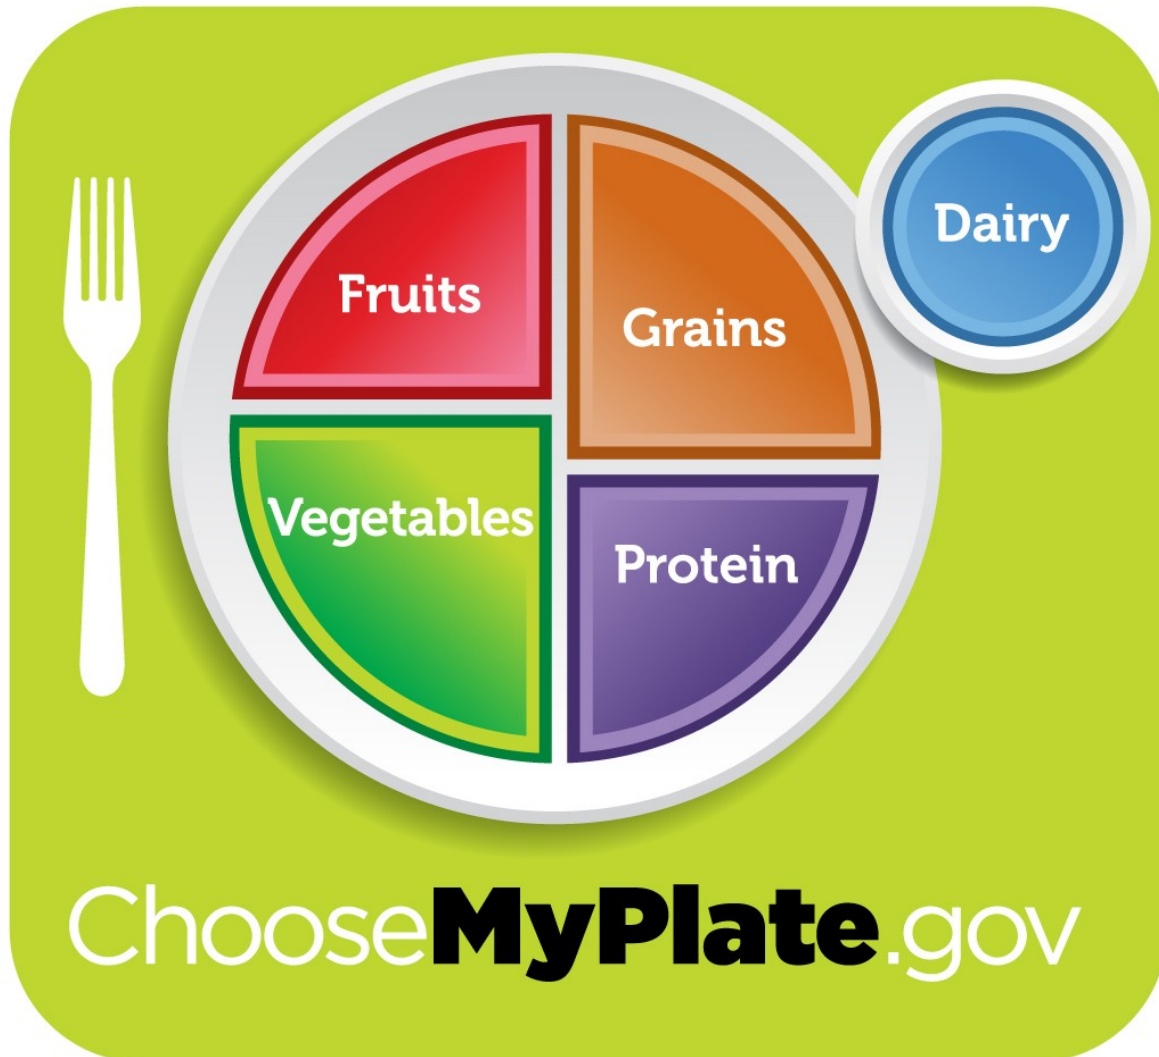 Fruits
Grains
Dairy
Vegetables
Protein
ChooseMyPlate.gov